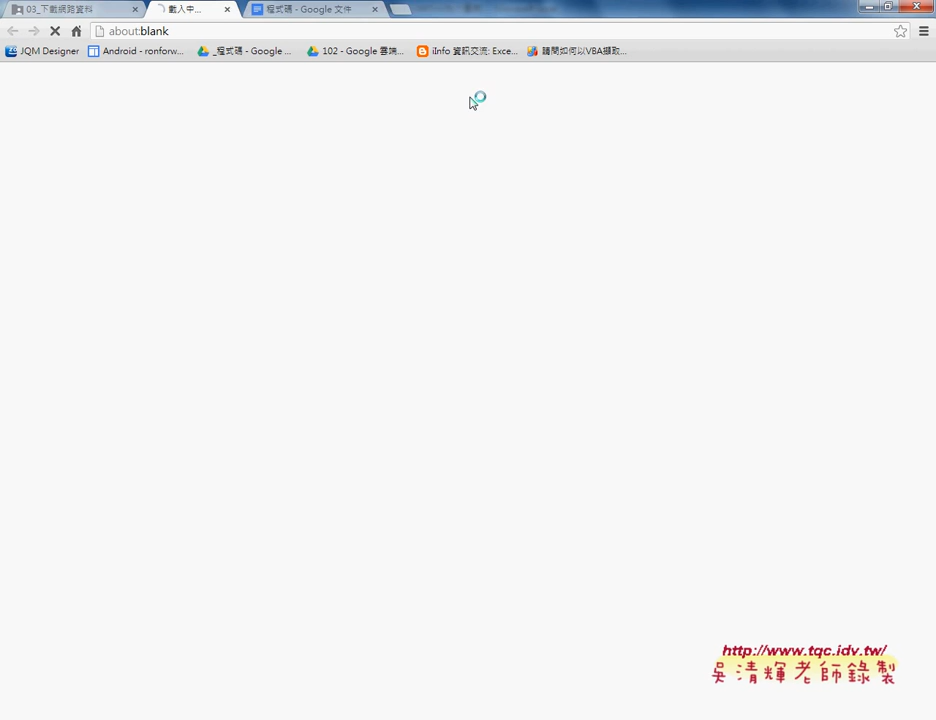 03_下載網路資料
載入中...
程式碼 - Google 文件
about:blank
JQM Designer
Android - ronforw...
_程式碼 - Google ...
102 - Google 雲端...
iInfo 資訊交流: Exce...
請問如何以VBA擷取...
http://www.tqc.idv.tw/
吳清輝老師錄製